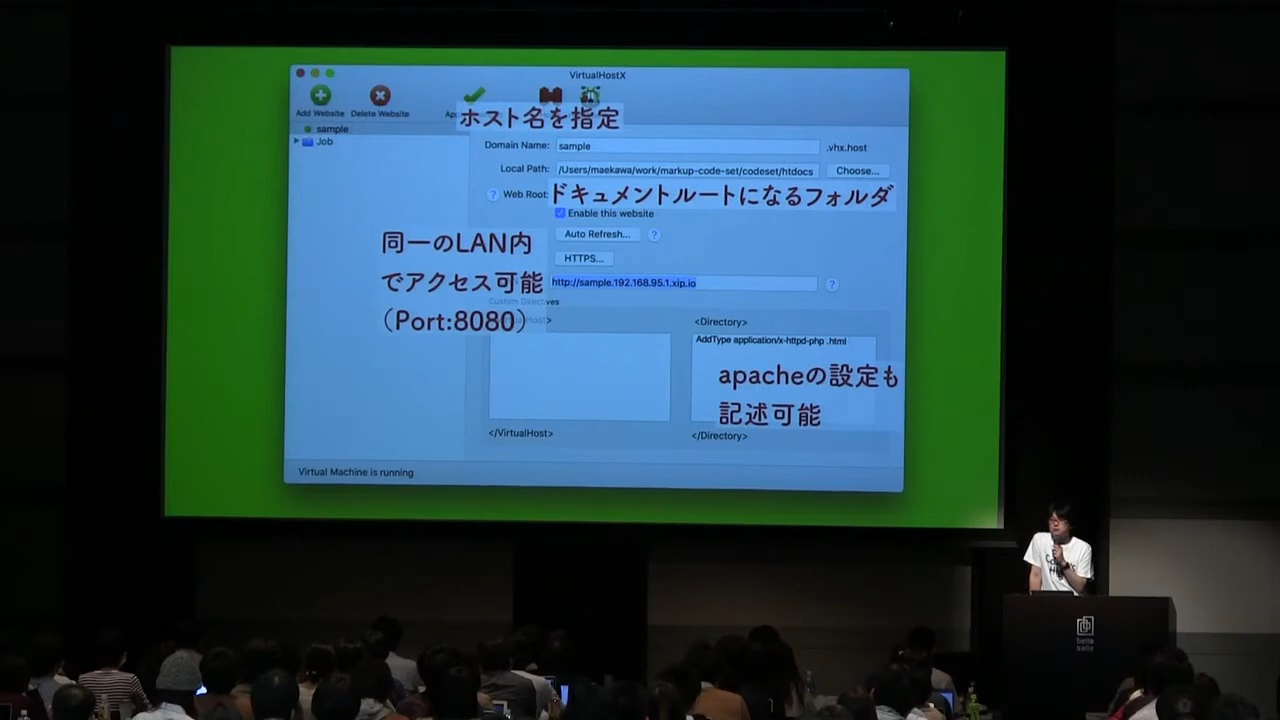 VirtualHostX
Add Website
Delete Website
ホスト名を指定
sample
Job
Domain Name:
sample
.vhx.host
Local Path:
/Users/maekawa/work/markup-code-set/codeset/htdocs
Choose...
? Web Root:
ドキュメントルートになるフォルダ
Enable this website
同一のLAN内
でアクセス可能
（Port:8080）
Auto Refresh...
?
HTTPS...
http://sample.192.168.95.1.xip.io
?
Custom Directives
<Directory>
AddType application/x-httpd-php .html
apacheの設定も
記述可能
</VirtualHost>
</Directory>
Virtual Machine is running
belle
salle